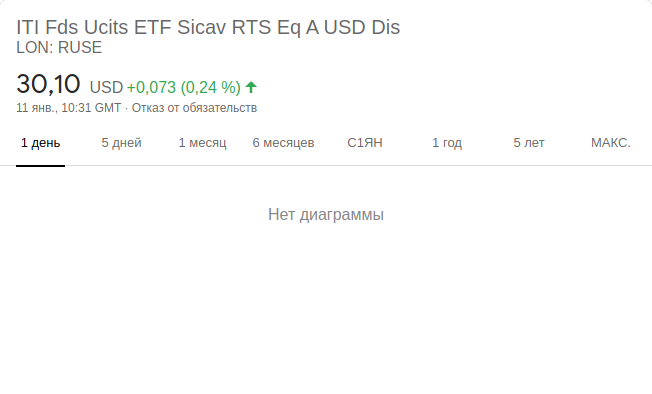 ITI Fds Ucits ETF Sicav RTS Eq A USD Dis
LON: RUSE
30,10 USD +0,073 (0,24 %)
11 янв., 10:31 GMT · Отказ от обязательств
1 день 5 дней 1 месяц 6 месяцев С1ЯН 1 год 5 лет МАКС.
Нет диаграммы